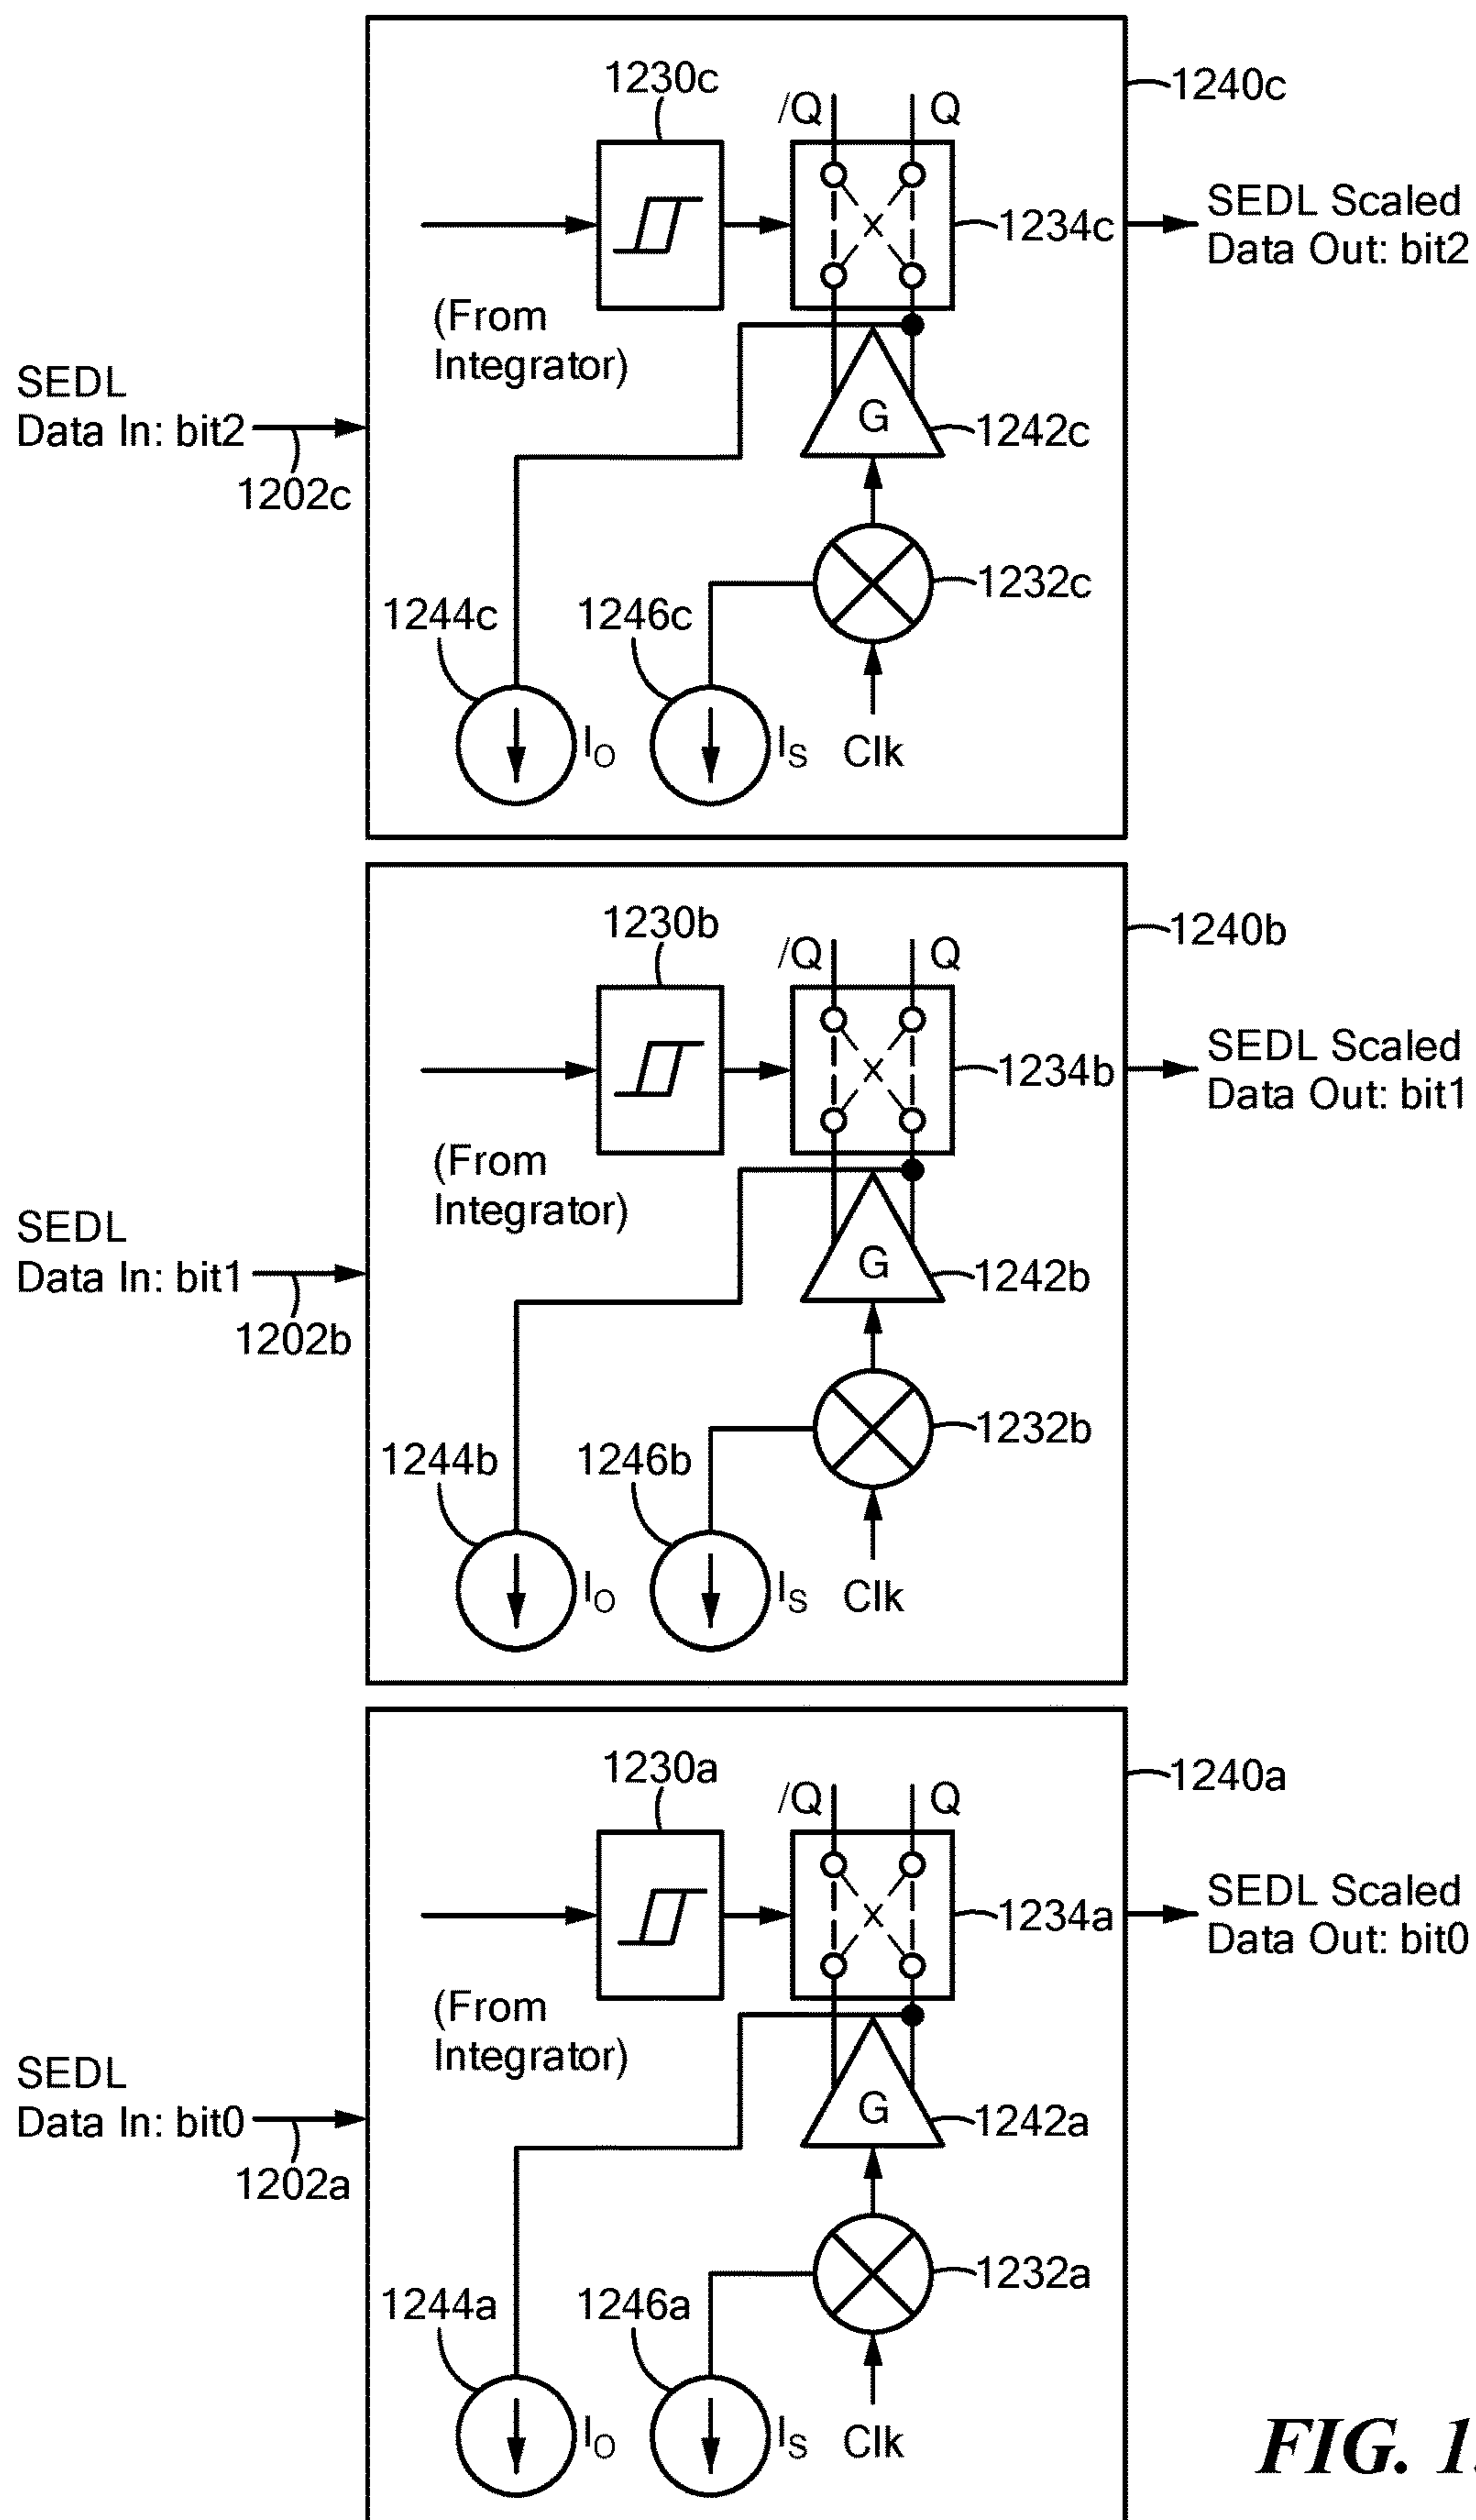 1230c
/Q Q
1240c
SEDL Scaled
Data Out: bit2
X
1234c
(From
Integrator)
SEDL
Data In: bit2
1202c
G
1242c
1232c
1244c
1246c
IO
IS
Clk
1230b
/Q Q
1240b
SEDL Scaled
Data Out: bit1
X
1234b
(From
Integrator)
SEDL
Data In: bit1
1202b
G
1242b
1232b
1244b
1246b
IO
IS
Clk
1230a
/Q Q
1240a
SEDL Scaled
Data Out: bit0
X
1234a
(From
Integrator)
SEDL
Data In: bit0
1202a
G
1242a
1232a
1244a
1246a
IO
IS
Clk
FIG.